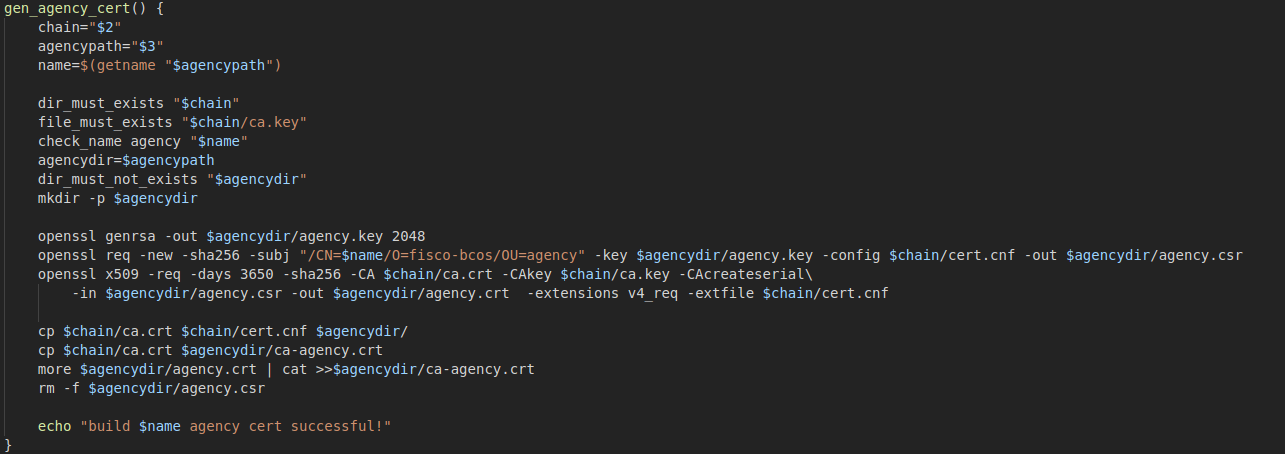 gen_agency_cert() {
    chain="$2"
    agencypath="$3"
    name=$(getname "$agencypath")

    dir_must_exists "$chain"
    file_must_exists "$chain/ca.key"
    check_name agency "$name"
    agencydir=$agencypath
    dir_must_not_exists "$agencydir"
    mkdir -p $agencydir

    openssl genrsa -out $agencydir/agency.key 2048
    openssl req -new -sha256 -subj "/CN=$name/O=fisco-bcos/OU=agency" -key $agencydir/agency.key -config $chain/cert.cnf -out $agencydir/agency.csr
    openssl x509 -req -days 3650 -sha256 -CA $chain/ca.crt -CAkey $chain/ca.key -CAcreateserial\
        -in $agencydir/agency.csr -out $agencydir/agency.crt  -extensions v4_req -extfile $chain/cert.cnf

    cp $chain/ca.crt $chain/cert.cnf $agencydir/
    cp $chain/ca.crt $agencydir/ca-agency.crt
    more $agencydir/agency.crt | cat >>$agencydir/ca-agency.crt
    rm -f $agencydir/agency.csr

    echo "build $name agency cert successful!"
}